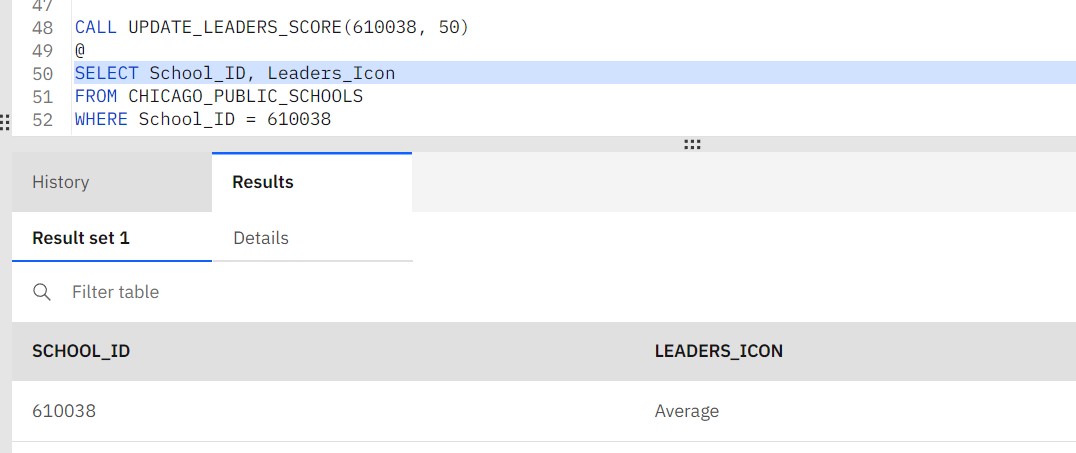 47
48 CALL UPDATE_LEADERS_SCORE(610038, 50)
49 @
50 SELECT School_ID, Leaders_Icon
51 FROM CHICAGO_PUBLIC_SCHOOLS
52 WHERE School_ID = 610038
History Results
Result set 1 Details
Filter table
SCHOOL_ID LEADERS_ICON
610038 Average